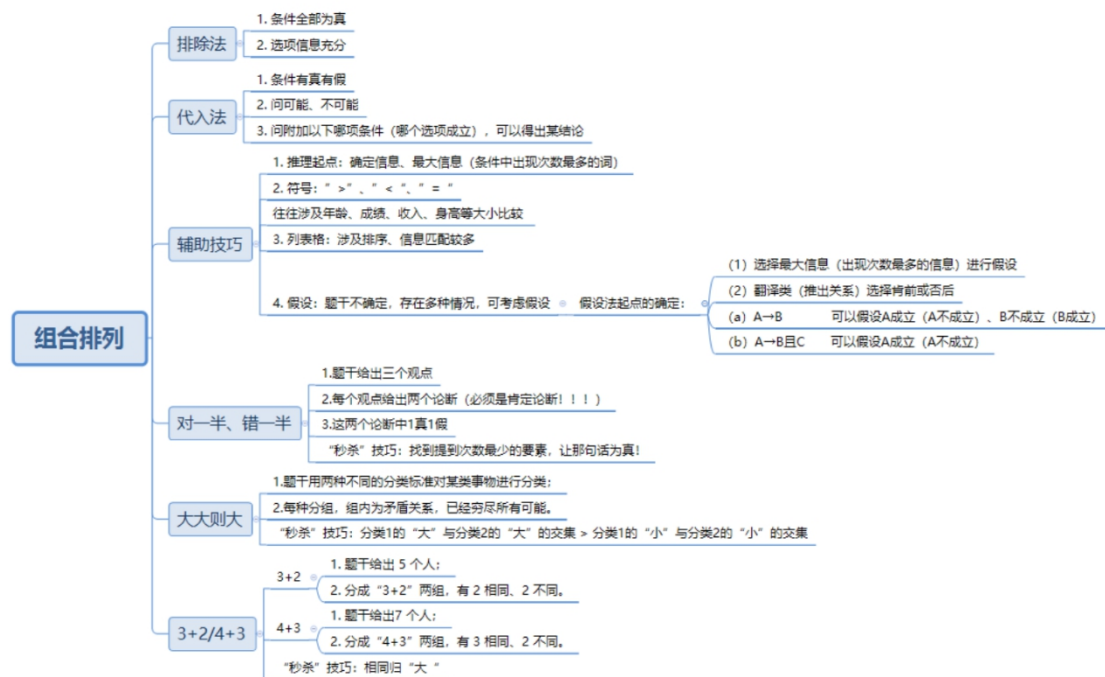 组合排列
排除法
1. 条件全部为真
2. 选项信息充分
代入法
1. 条件有真有假
2. 问可能、不可能
3. 问附加以下哪项条件（哪个选项成立），可以得出某结论
辅助技巧
1. 推理起点：确定信息、最大信息（条件中出现次数最多的词）
2. 符号：”>”、”<“、”=“
往往涉及年龄、成绩、收入、身高等大小比较
3. 列表格：涉及排序、信息匹配较多
4. 假设：题干不确定，存在多种情况，可考虑假设
假设法起点的确定：
（1）选择最大信息（出现次数最多的信息）进行假设
（2）翻译类（推出关系）选择肯前或否后
（a）A→B 可以假设A成立（A不成立）、B不成立（B成立）
（b）A→B且C 可以假设A成立（A不成立）
对一半、错一半
1.题干给出三个观点
2.每个观点给出两个论断（必须是肯定论断！！！）
3.这两个论断中1真1假
“秒杀”技巧：找到提到次数最少的要素，让那句话为真!
大大则大
1.题干用两种不同的分类标准对某类事物进行分类；
2.每种分组，组内为矛盾关系，已经穷尽所有可能。
“秒杀”技巧：分类1的“大”与分类2的“大”的交集 > 分类1的“小”与分类2的“小”的交集
3+2/4+3
3+2
1. 题干给出 5 个人；
2. 分成“3+2”两组，有 2 相同、2 不同。
4+3
1. 题干给出7 个人；
2. 分成“4+3”两组，有 3 相同、2 不同。
“秒杀”技巧：相同归“大“